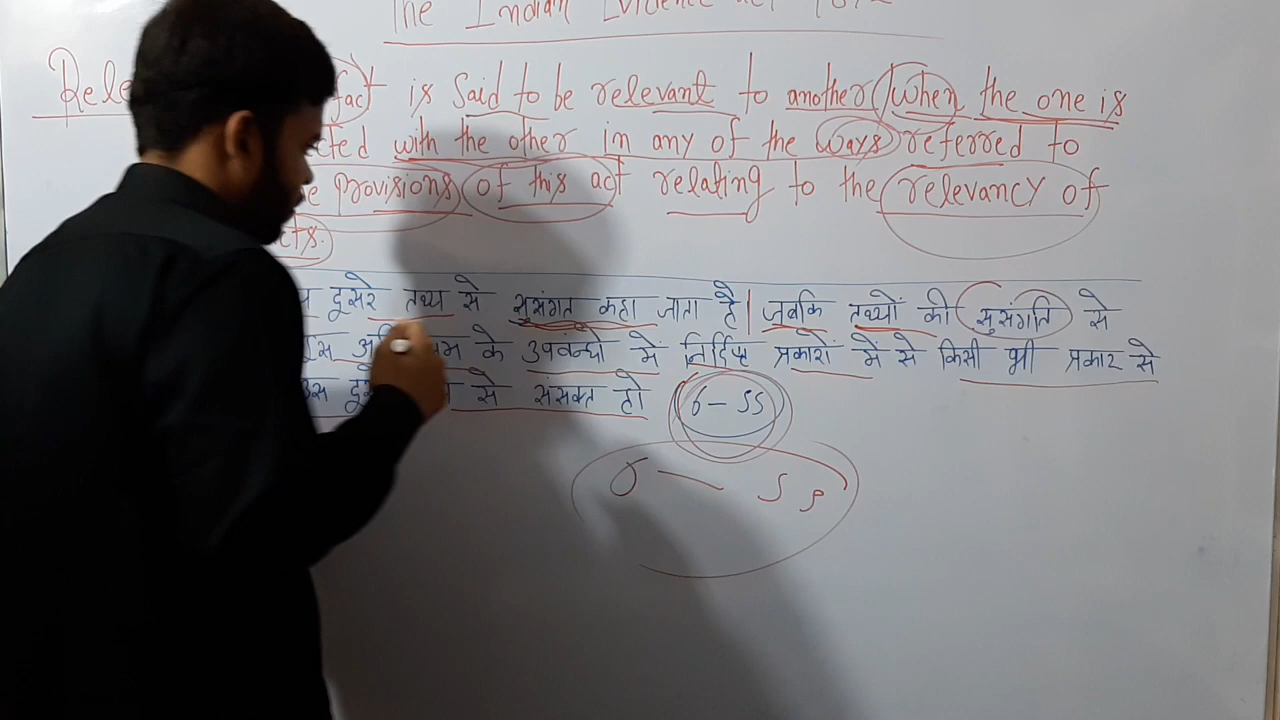 The Indian Evidence act 1872
fact is said to be relevant to another when the one is
with the other in any of the ways referred to
provisions of this act relating to the relevancy of
दूसरे तथ्य से सुसंगत कहा जाता है। जबकि तथ्यों की सुसंगति से
इस के उपबन्धो में निर्दिष्ट प्रकारों में से किसी भी प्रकार से
उस से संसक्त हो 6-55